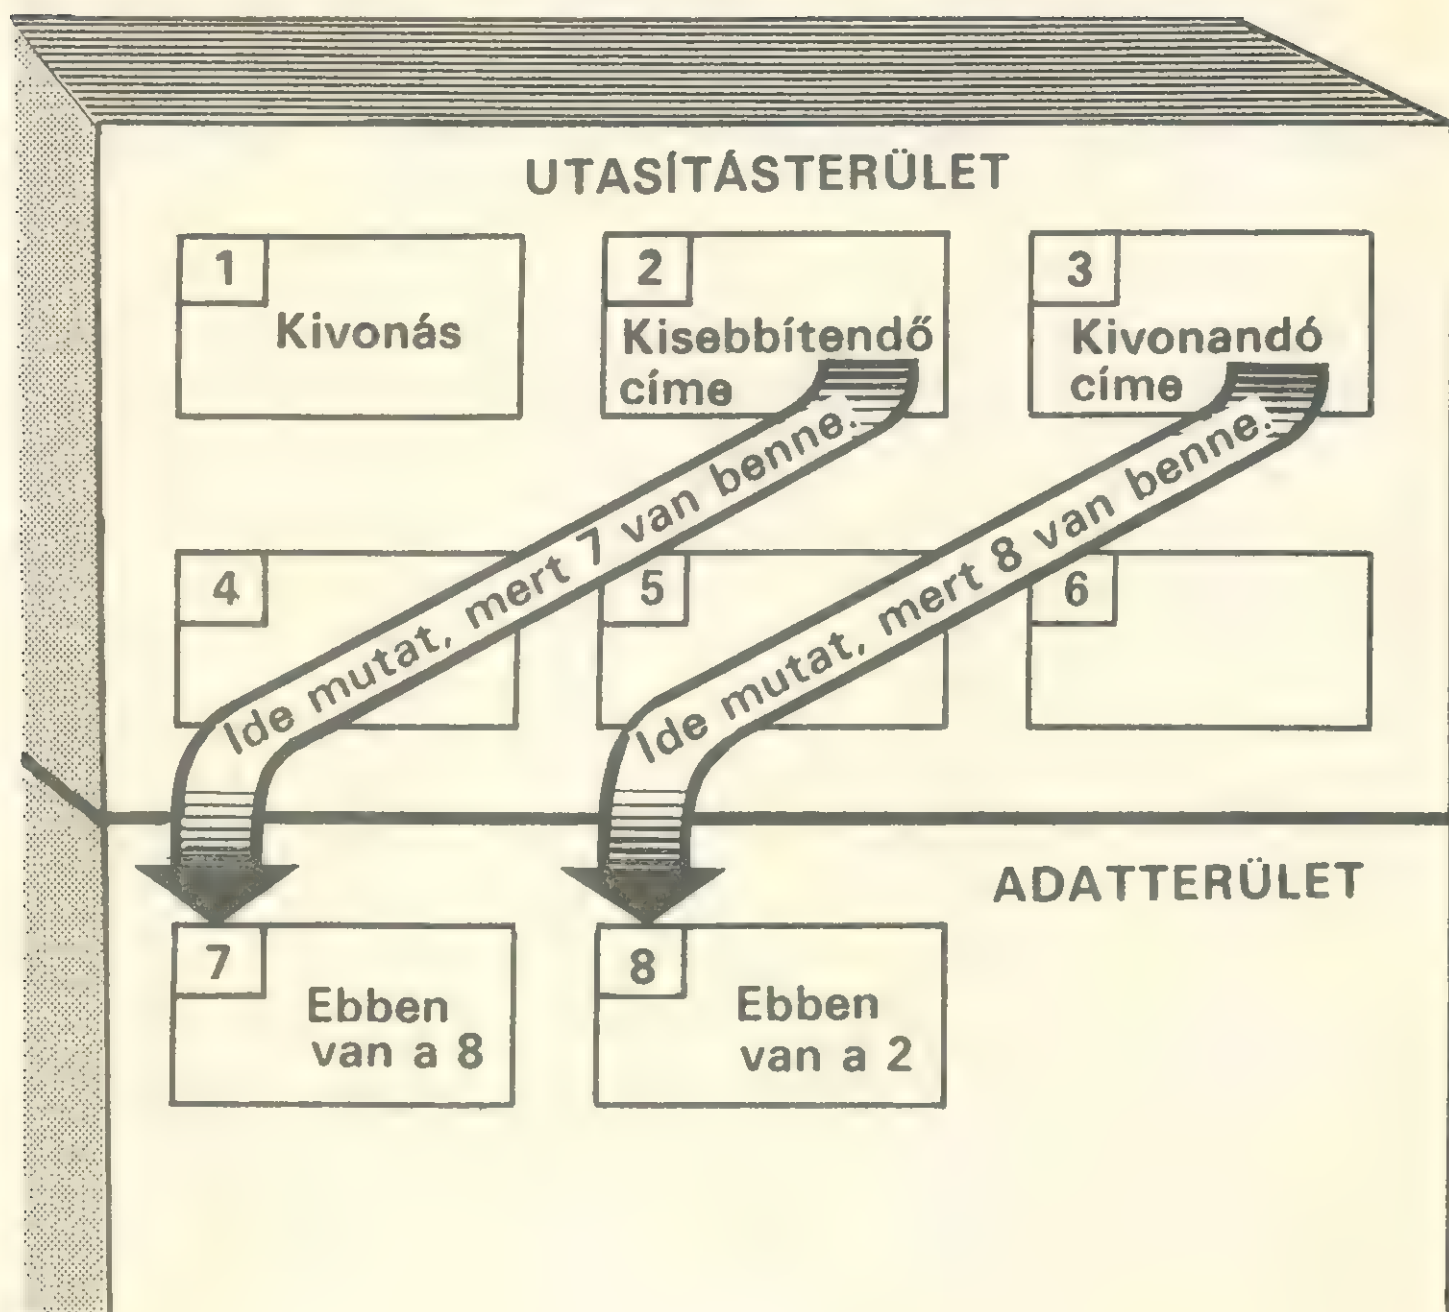 UTASÍTÁSTERÜLET
1
Kivonás
2
Kisebbítendő
címe
3
Kivonandó
címe
Ide mutat, mert 7 van benne.
Ide mutat, mert 8 van benne.
4
5
6
ADATTERÜLET
7
Ebben
van a 8
8
Ebben
van a 2